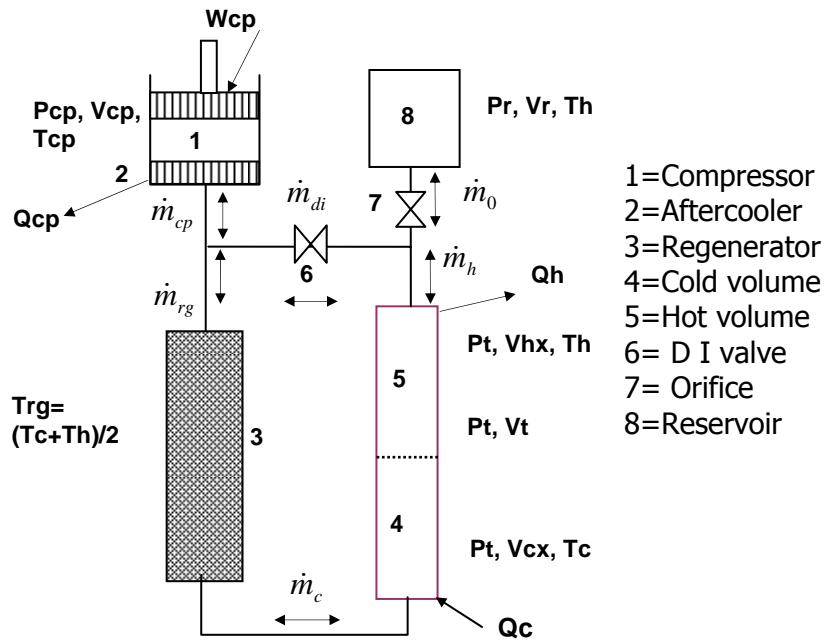 Wcp
Pcp, Vcp,
Tcp
1
2
Qcp
ṁcp
ṁdi
6
ṁrg
8
Pr, Vr, Th
7
ṁ0
ṁh
Qh
Pt, Vhx, Th
5
Pt, Vt
4
Pt, Vcx, Tc
Trg=
(Tc+Th)/2
3
ṁc
Qc
1=Compressor
2=Aftercooler
3=Regenerator
4=Cold volume
5=Hot volume
6= D I valve
7= Orifice
8=Reservoir